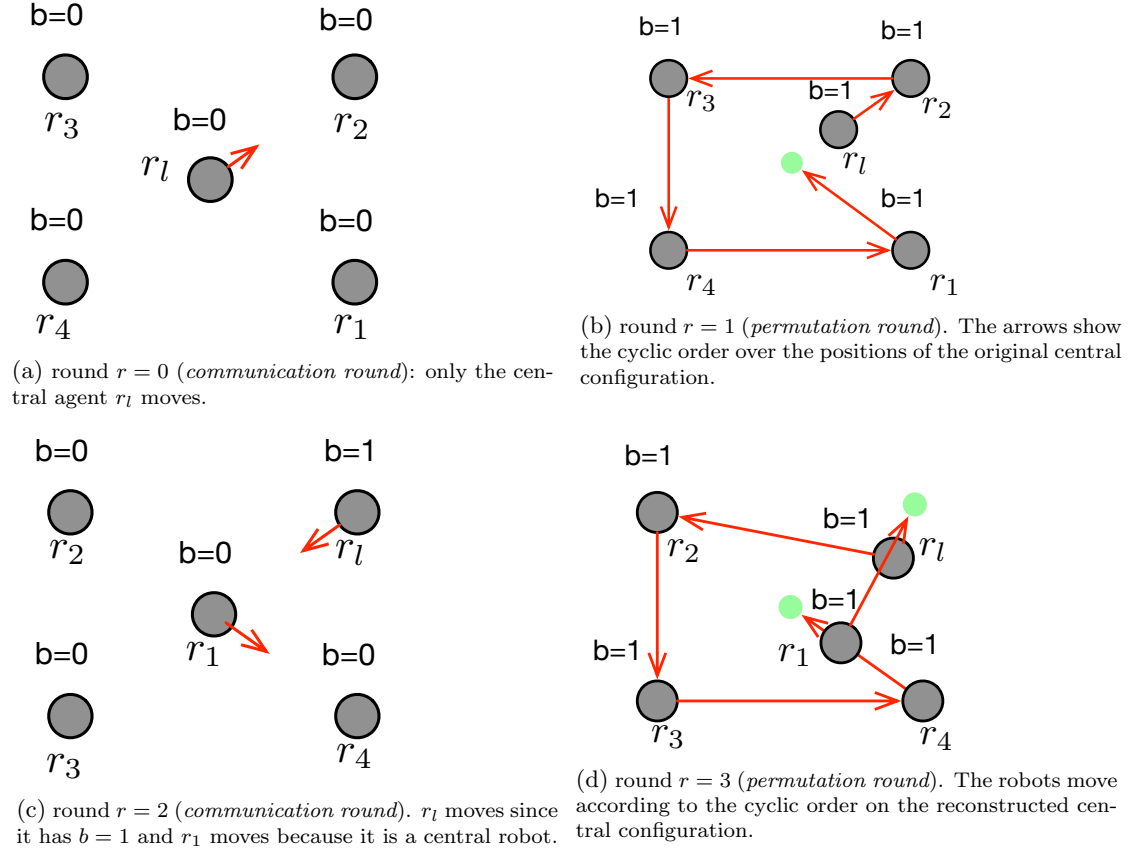 b=0
b=0
r3
b=0
r2
rl
b=0
b=0
r4
r1
(a) round r = 0 (communication round): only the cen-
tral agent rl moves.
b=1
b=1
r3
b=1
r2
rl
b=1
b=1
r4
r1
(b) round r = 1 (permutation round). The arrows show
the cyclic order over the positions of the original central
configuration.
b=0
b=1
r2
rl
b=0
r1
b=0
b=0
r3
r4
(c) round r = 2 (communication round). rl moves since
it has b = 1 and r1 moves because it is a central robot.
b=1
b=1
r2
rl
b=1
b=1
b=1
r1
r3
r4
(d) round r = 3 (permutation round). The robots move
according to the cyclic order on the reconstructed cen-
tral configuration.